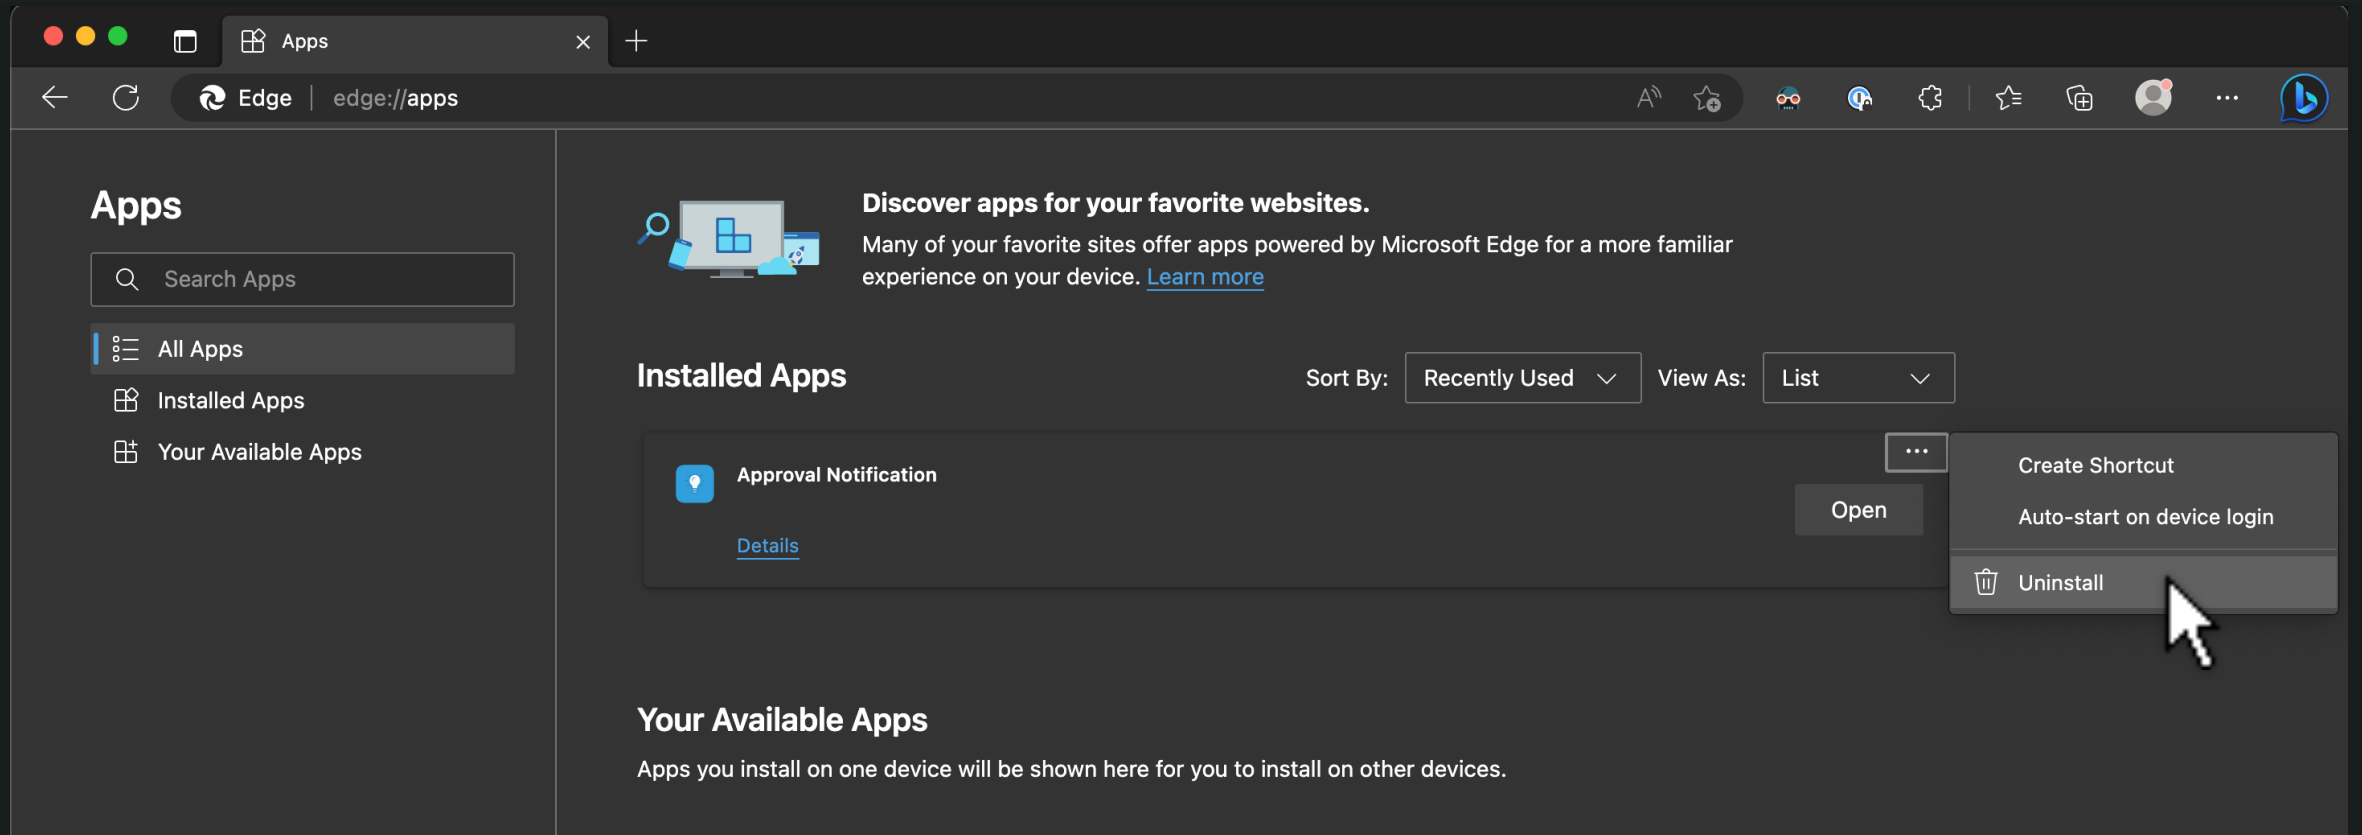 Apps
Edge
edge://apps
Apps
Search Apps
All Apps
Installed Apps
Your Available Apps
Discover apps for your favorite websites.
Many of your favorite sites offer apps powered by Microsoft Edge for a more familiar
experience on your device. Learn more
Installed Apps
Sort By: Recently Used View As: List
Approval Notification
Details
Open
Create Shortcut
Auto-start on device login
Uninstall
Your Available Apps
Apps you install on one device will be shown here for you to install on other devices.